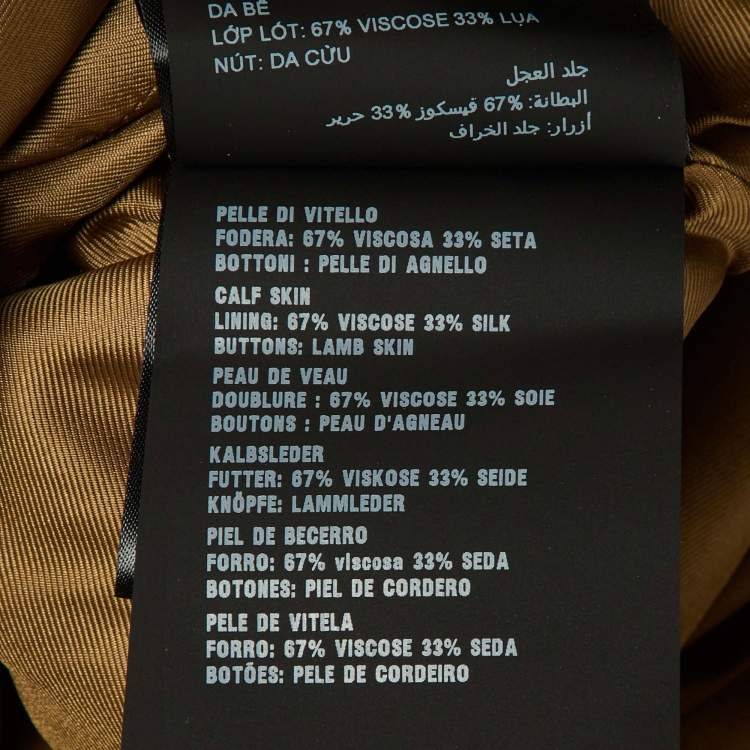 DA BÊ
LỚP LÓT: 67% VISCOSE 33% LỤA
NÚT: DA CỪU
جلد العجل
البطانة: 67% فيسكوز 33% حرير
أزرار: جلد الخراف
PELLE DI VITELLO
FODERA: 67% VISCOSA 33% SETA
BOTTONI : PELLE DI AGNELLO
CALF SKIN
LINING: 67% VISCOSE 33% SILK
BUTTONS: LAMB SKIN
PEAU DE VEAU
DOUBLURE : 67% VISCOSE 33% SOIE
BOUTONS : PEAU D'AGNEAU
KALBSLEDER
FUTTER: 67% VISKOSE 33% SEIDE
KNÖPFE: LAMMLEDER
PIEL DE BECERRO
FORRO: 67% viscosa 33% SEDA
BOTONES: PIEL DE CORDERO
PELE DE VITELA
FORRO: 67% VISCOSE 33% SEDA
BOTÕES: PELE DE CORDEIRO